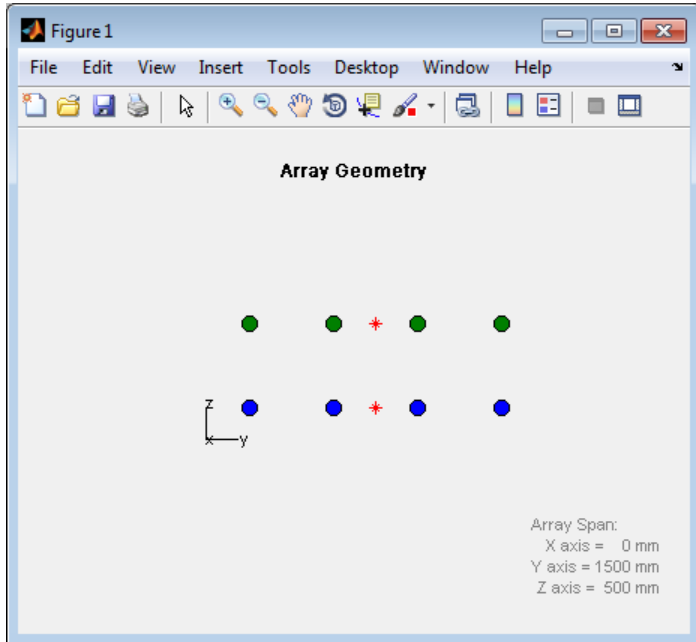 Figure 1
File Edit View Insert Tools Desktop Window Help
Array Geometry
Z
X Y
Array Span:
X axis = 0 mm
Y axis = 1500 mm
Z axis = 500 mm